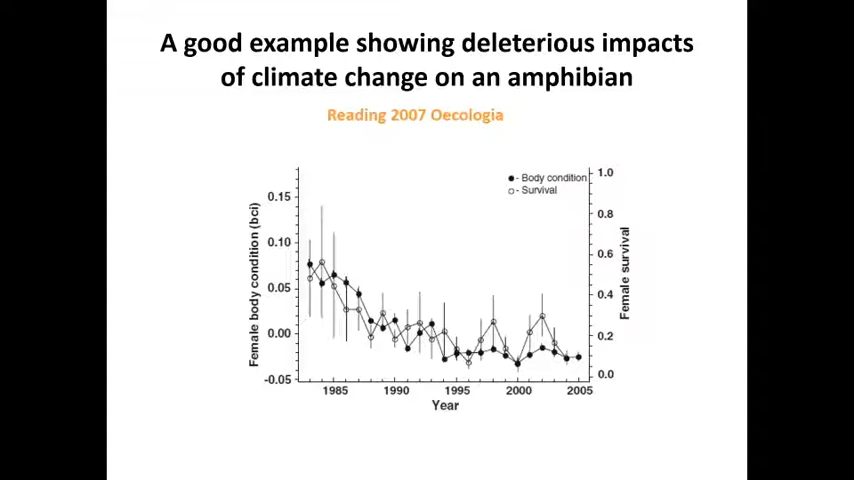 A good example showing deleterious impacts
of climate change on an amphibian
Reading 2007 Oecologia
- Body condition
- Survival
0.15
0.10
0.05
0.00
-0.05
Female body condition (bci)
1.0
0.8
0.6
0.4
0.2
0.0
Female survival
1985 1990 1995 2000 2005
Year